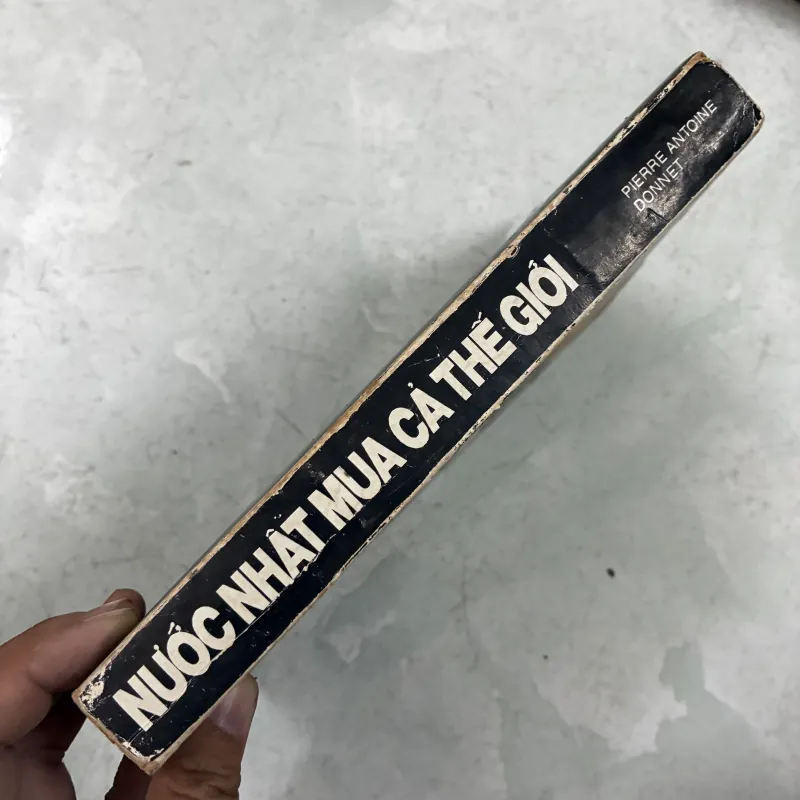 NƯỚC NHẬT MUA CẢ THẾ GIỚI
PIERRE ANTOINE
DONNET